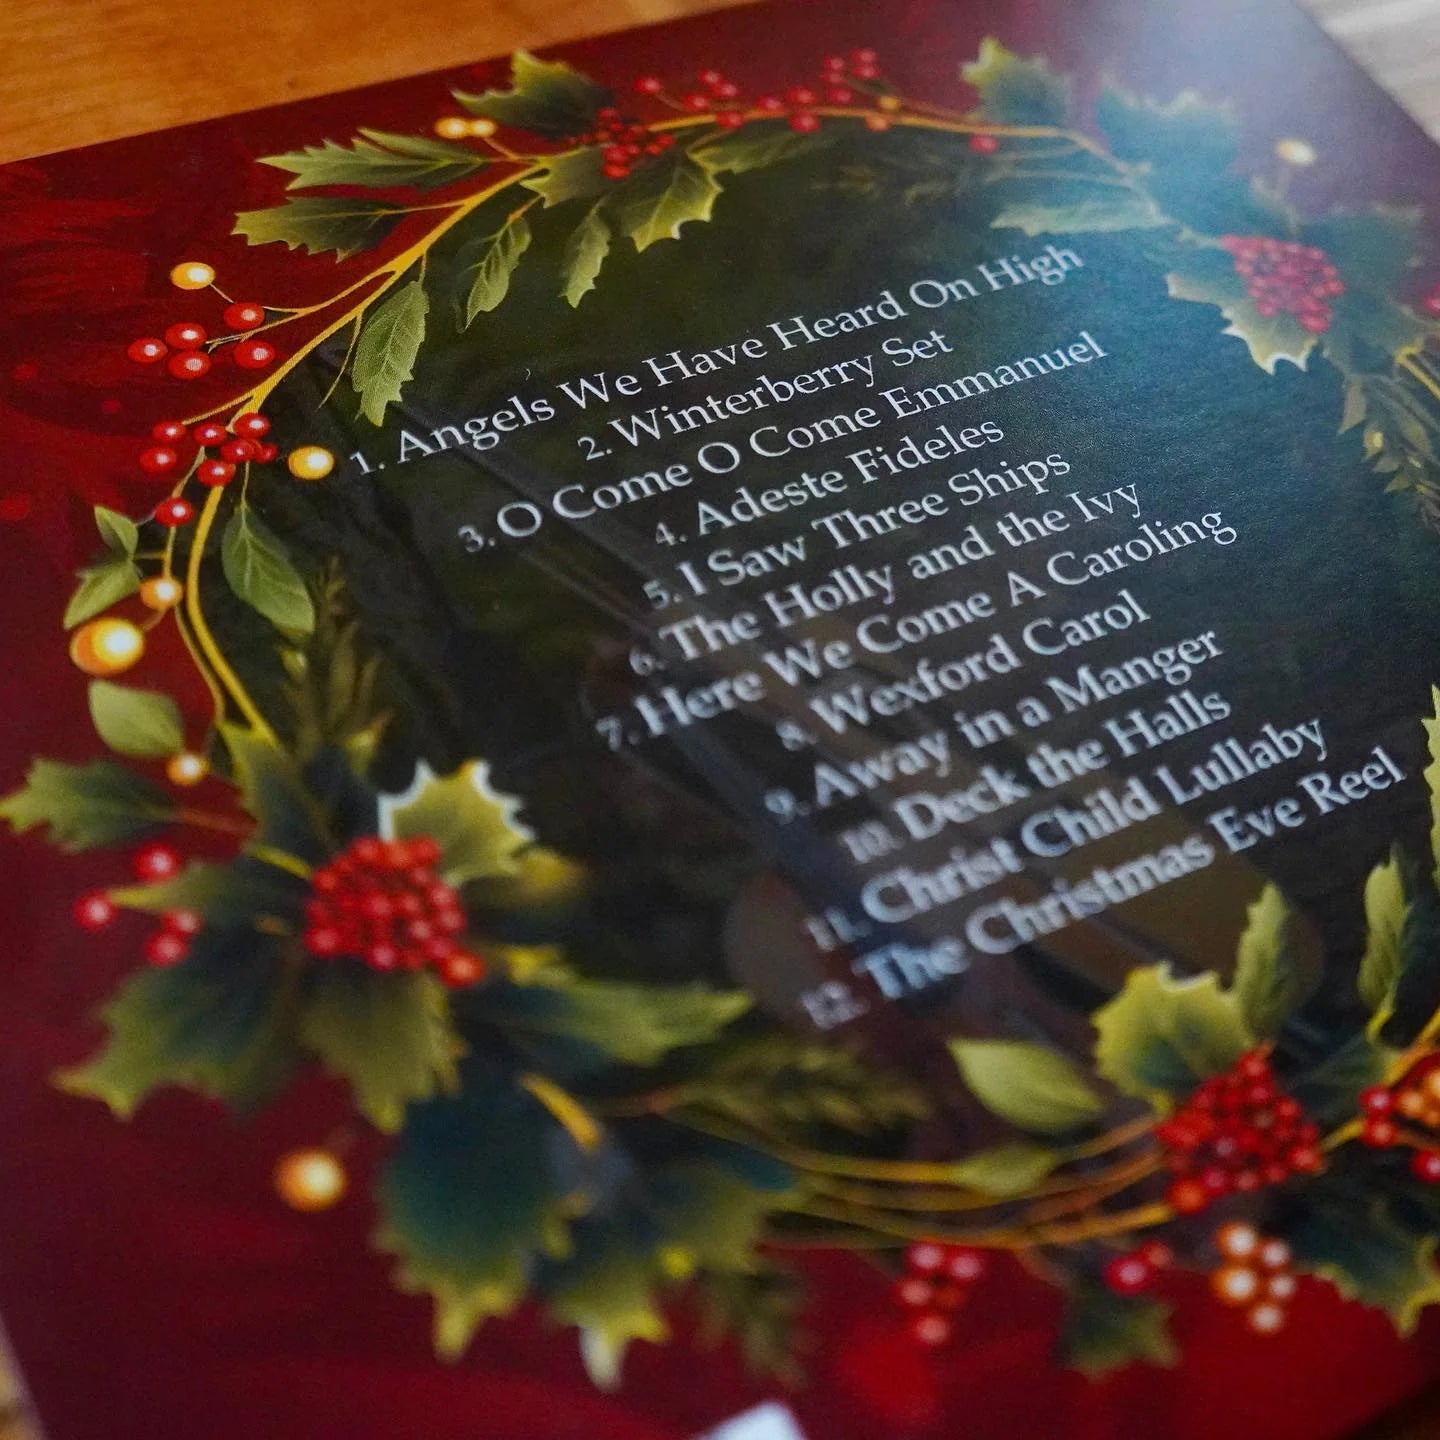 1. Angels We Have Heard On High
2. Winterberry Set
3. O Come O Come Emmanuel
4. Adeste Fideles
5. I Saw Three Ships
6. The Holly and the Ivy
7. Here We Come A Caroling
8. Wexford Carol
9. Away in a Manger
10. Deck the Halls
11. Christ Child Lullaby
12. The Christmas Eve Reel